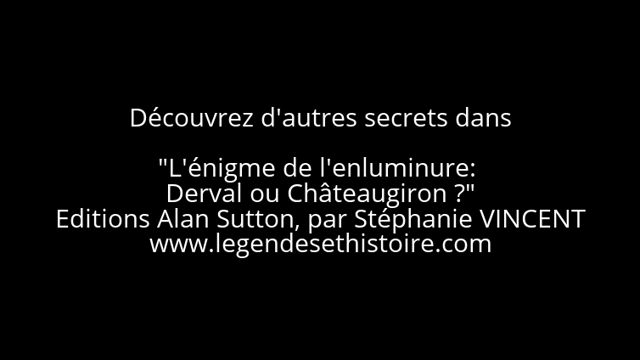 Découvrez d'autres secrets dans
"L'énigme de l'enluminure:
Derval ou Châteaugiron ?"
Editions Alan Sutton, par Stéphanie VINCENT
www.legendesethistoire.com